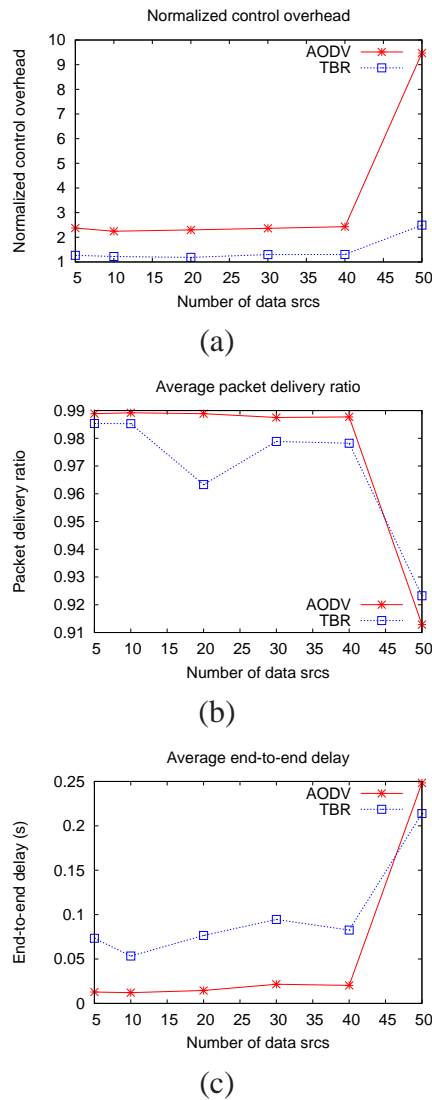 Normalized control overhead
10
9
8
7
6
5
4
3
2
1
Normalized control overhead
AODV
TBR
5 10 15 20 25 30 35 40 45 50
Number of data srcs
(a)
Average packet delivery ratio
0.99
0.98
0.97
0.96
0.95
0.94
0.93
0.92
0.91
Packet delivery ratio
AODV
TBR
5 10 15 20 25 30 35 40 45 50
Number of data srcs
(b)
Average end-to-end delay
0.25
0.2
0.15
0.1
0.05
0
End-to-end delay (s)
AODV
TBR
5 10 15 20 25 30 35 40 45 50
Number of data srcs
(c)